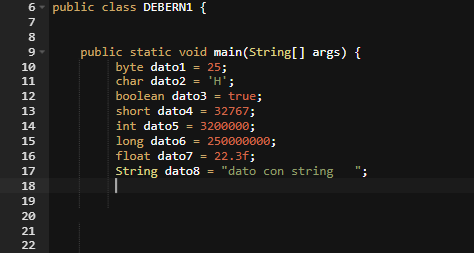 6 public class DEBERN1 {
7
8
9 public static void main(String[] args) {
10 byte dato1 = 25;
11 char dato2 = 'H';
12 boolean dato3 = true;
13 short dato4 = 32767;
14 int dato5 = 3200000;
15 long dato6 = 250000000;
16 float dato7 = 22.3f;
17 String dato8 = "dato con string   ";
18
19
20
21
22